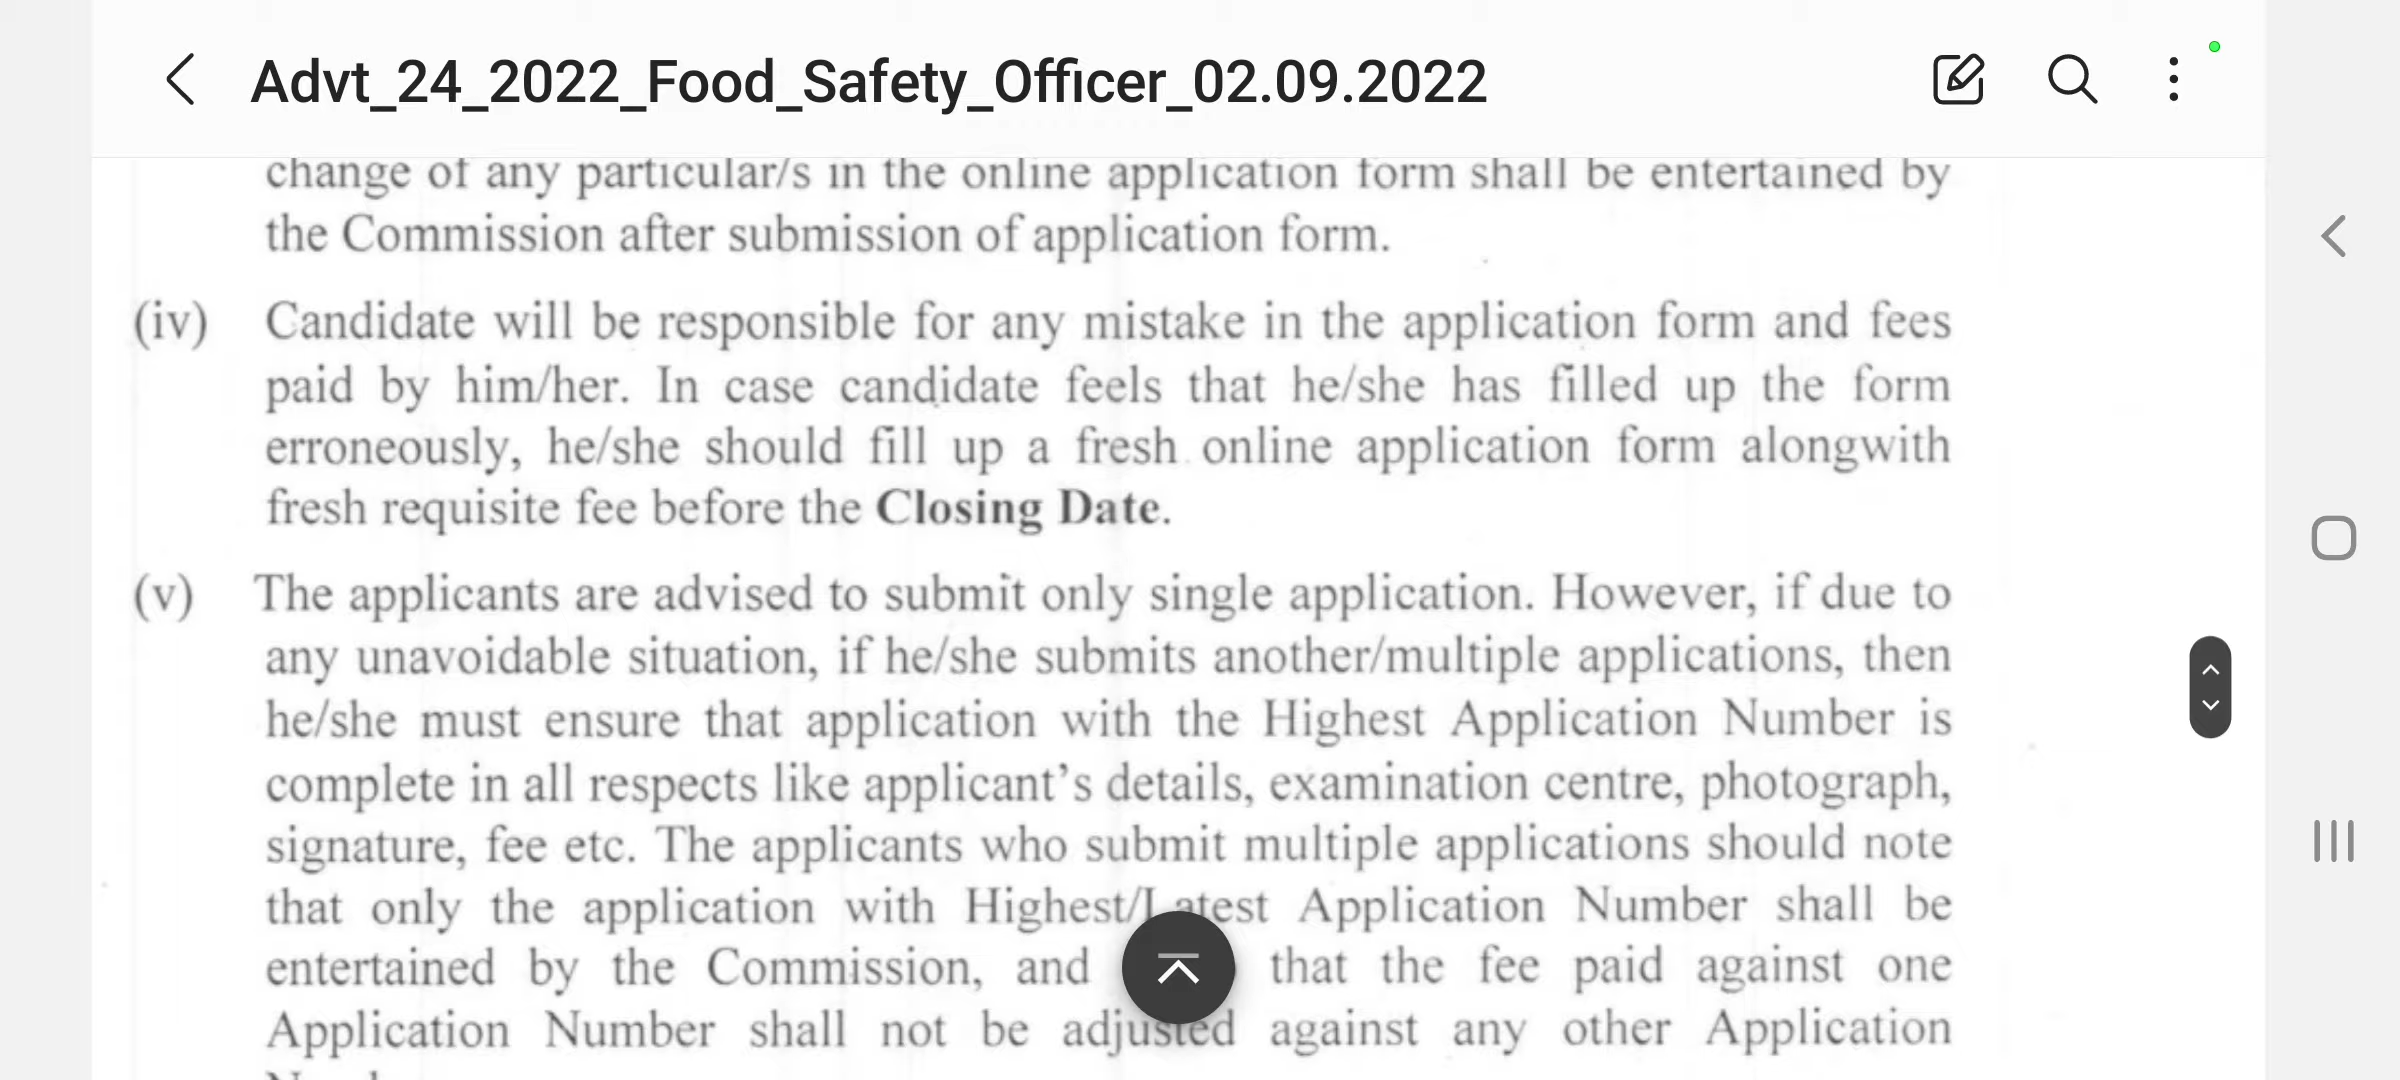 Advt_24_2022_Food_Safety_Officer_02.09.2022
change of any particular/s in the online application form shall be entertained by
the Commission after submission of application form.
(iv) Candidate will be responsible for any mistake in the application form and fees
paid by him/her. In case candidate feels that he/she has filled up the form
erroneously, he/she should fill up a fresh online application form alongwith
fresh requisite fee before the Closing Date.
(v) The applicants are advised to submit only single application. However, if due to
any unavoidable situation, if he/she submits another/multiple applications, then
he/she must ensure that application with the Highest Application Number is
complete in all respects like applicant's details, examination centre, photograph,
signature, fee etc. The applicants who submit multiple applications should note
that only the application with Highest/Latest Application Number shall be
entertained by the Commission, and that the fee paid against one
Application Number shall not be adjusted against any other Application